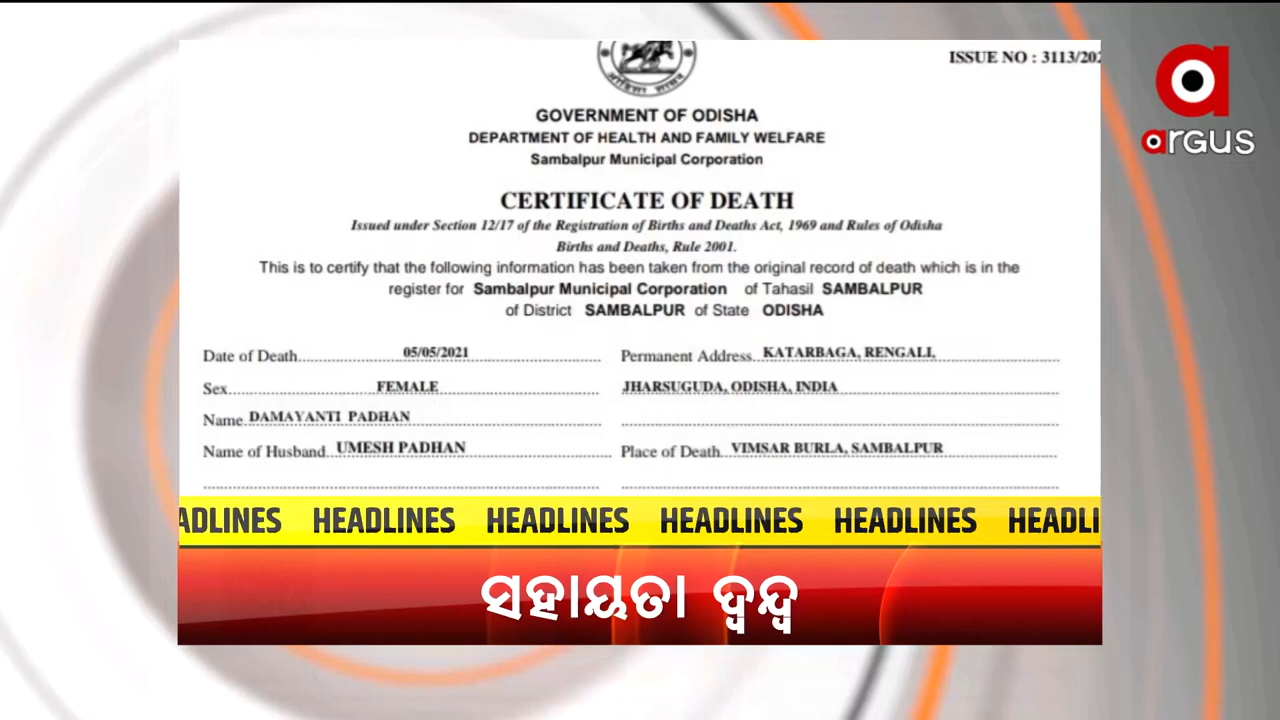 ISSUE NO : 3113/202
GOVERNMENT OF ODISHA
DEPARTMENT OF HEALTH AND FAMILY WELFARE
Sambalpur Municipal Corporation
CERTIFICATE OF DEATH
Issued under Section 12/17 of the Registration of Births and Deaths Act, 1969 and Rules of Odisha
Births and Deaths, Rule 2001.
This is to certify that the following information has been taken from the original record of death which is in the
register for Sambalpur Municipal Corporation of Tahasil SAMBALPUR
of District SAMBALPUR of State ODISHA
Date of Death 05/05/2021
Sex FEMALE
Name DAMAYANTI PADHAN
Name of Husband UMESH PADHAN
Permanent Address KATARBAGA, RENGALI,
JHARSUGUDA, ODISHA, INDIA
Place of Death VIMSAR BURLA, SAMBALPUR
ADLINES HEADLINES HEADLINES HEADLINES HEADLINES HEADLI
ସହାୟତା ଦ୍ୱନ୍ଦ୍ୱ
argus